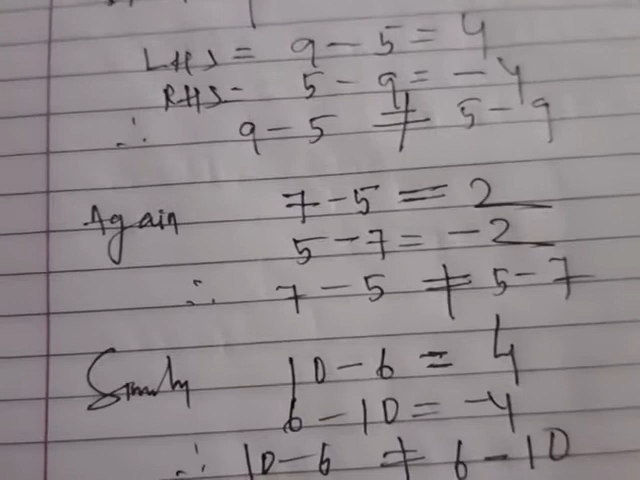 LHS = 9 - 5 = 4
RHS - 5 - 9 = - 4
∴ 9 - 5 ≠ 5 - 9
Again 7 - 5 = 2
5 - 7 = - 2
∴ 7 - 5 ≠ 5 - 7
10 - 6 = 4
6 - 10 = - 4
∴ 10 - 6 ≠ 6 - 10